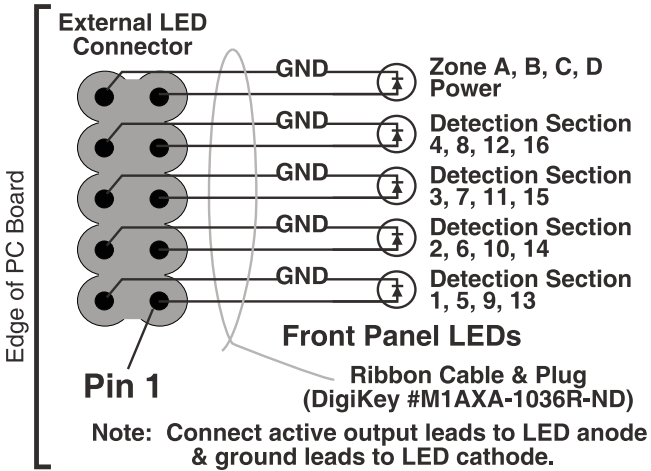 External LED
Connector
GND
Zone A, B, C, D
Power
GND
Detection Section
4, 8, 12, 16
GND
Detection Section
3, 7, 11, 15
GND
Detection Section
2, 6, 10, 14
GND
Detection Section
1, 5, 9, 13
Edge of PC Board
Front Panel LEDs
Pin 1
Ribbon Cable & Plug
(DigiKey #M1AXA-1036R-ND)
Note: Connect active output leads to LED anode
& ground leads to LED cathode.